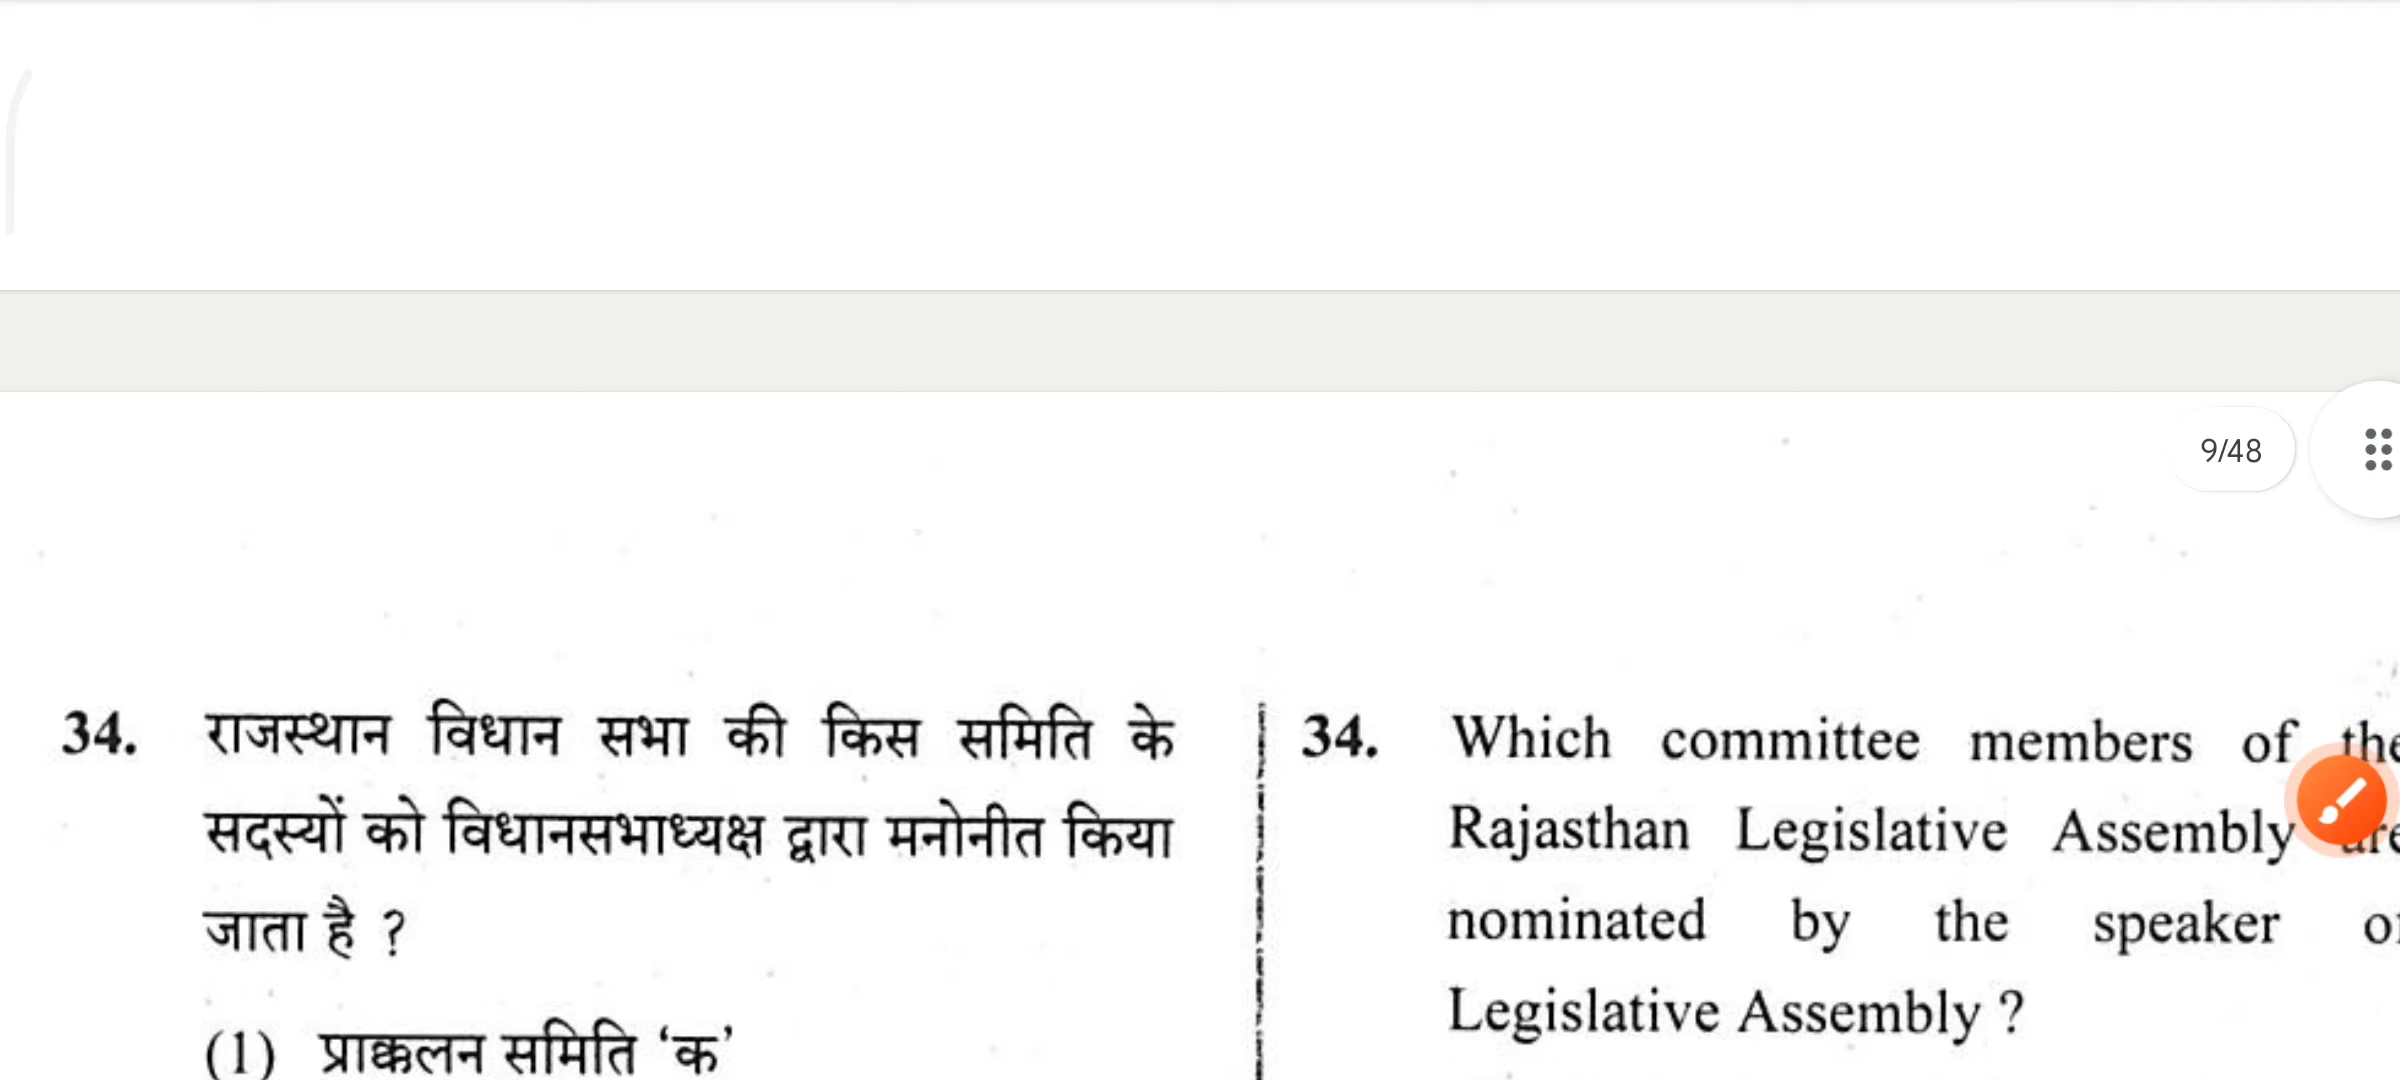 9/48
34. राजस्थान विधान सभा की किस समिति के
सदस्यों को विधानसभाध्यक्ष द्वारा मनोनीत किया
जाता है ?
(1) प्राक्कलन समिति ‘क’
34. Which committee members of the
Rajasthan Legislative Assembly
nominated by the speaker
Legislative Assembly ?